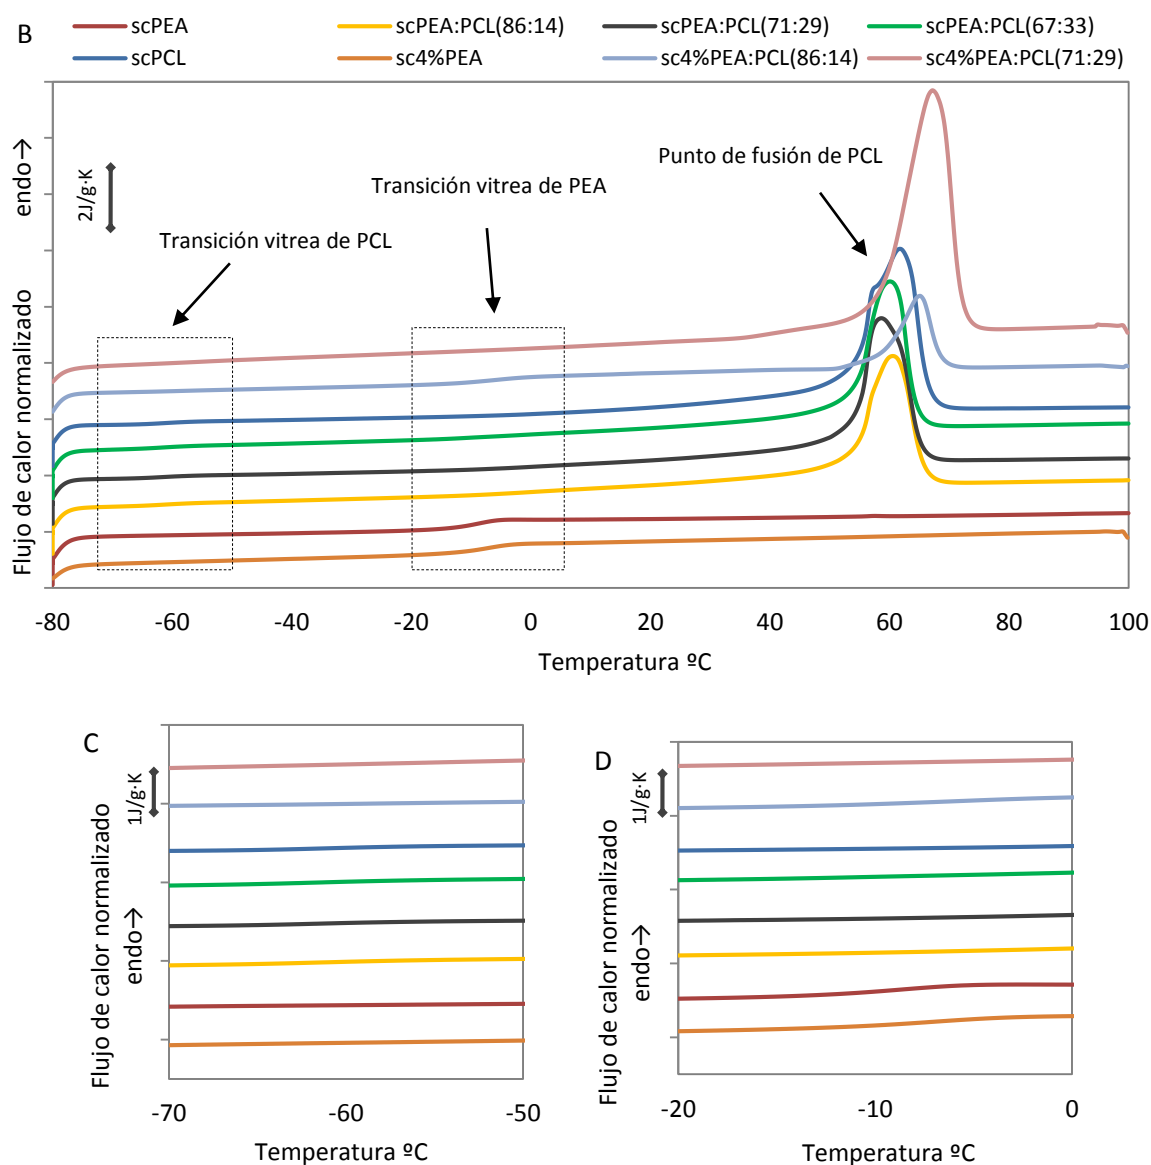 B
scPEA scPEA:PCL(86:14) scPEA:PCL(71:29) scPEA:PCL(67:33)
scPCL sc4%PEA sc4%PEA:PCL(86:14) sc4%PEA:PCL(71:29)
Flujo de calor normalizado endo→
2J/g·K
Transición vitrea de PCL
Transición vitrea de PEA
Punto de fusión de PCL
-80 -60 -40 -20 0 20 40 60 80 100
Temperatura ºC
C
Flujo de calor normalizado
endo→
1J/g·K
-70 -60 -50
Temperatura ºC
D
Flujo de calor normalizado
endo→
1J/g·K
-20 -10 0
Temperatura ºC